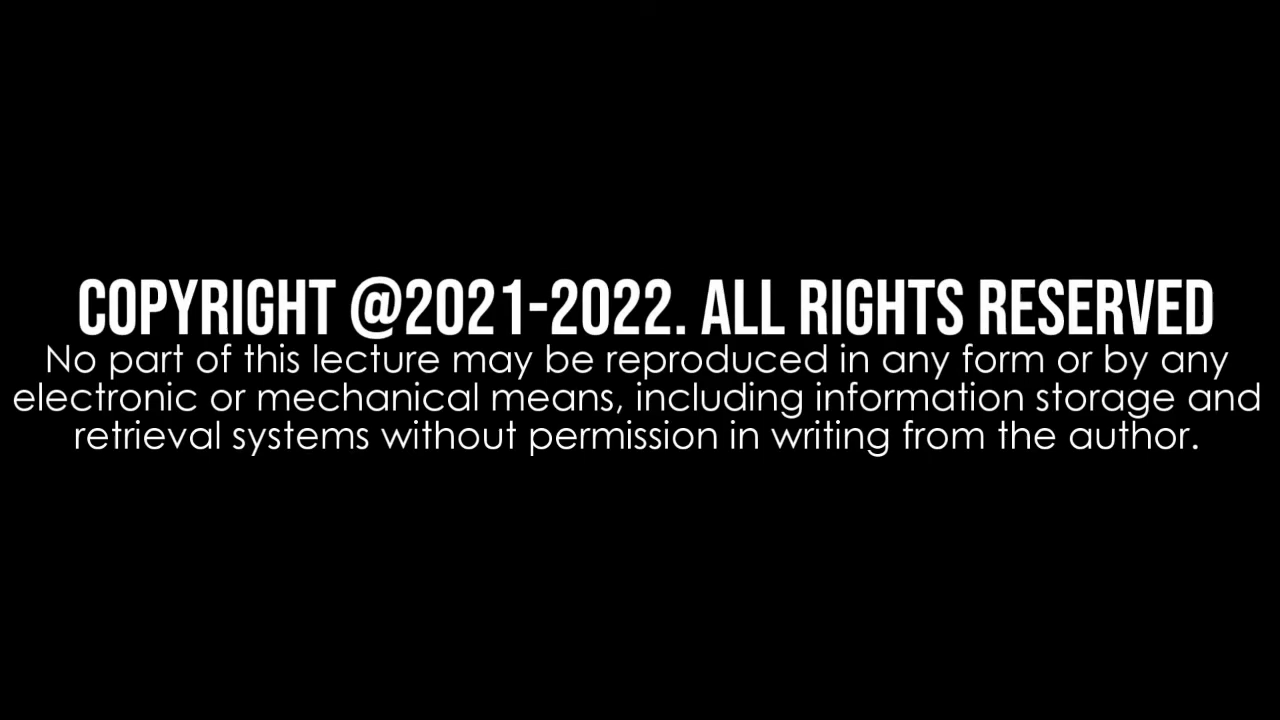 COPYRIGHT @2021-2022. ALL RIGHTS RESERVED
No part of this lecture may be reproduced in any form or by any
electronic or mechanical means, including information storage and
retrieval systems without permission in writing from the author.